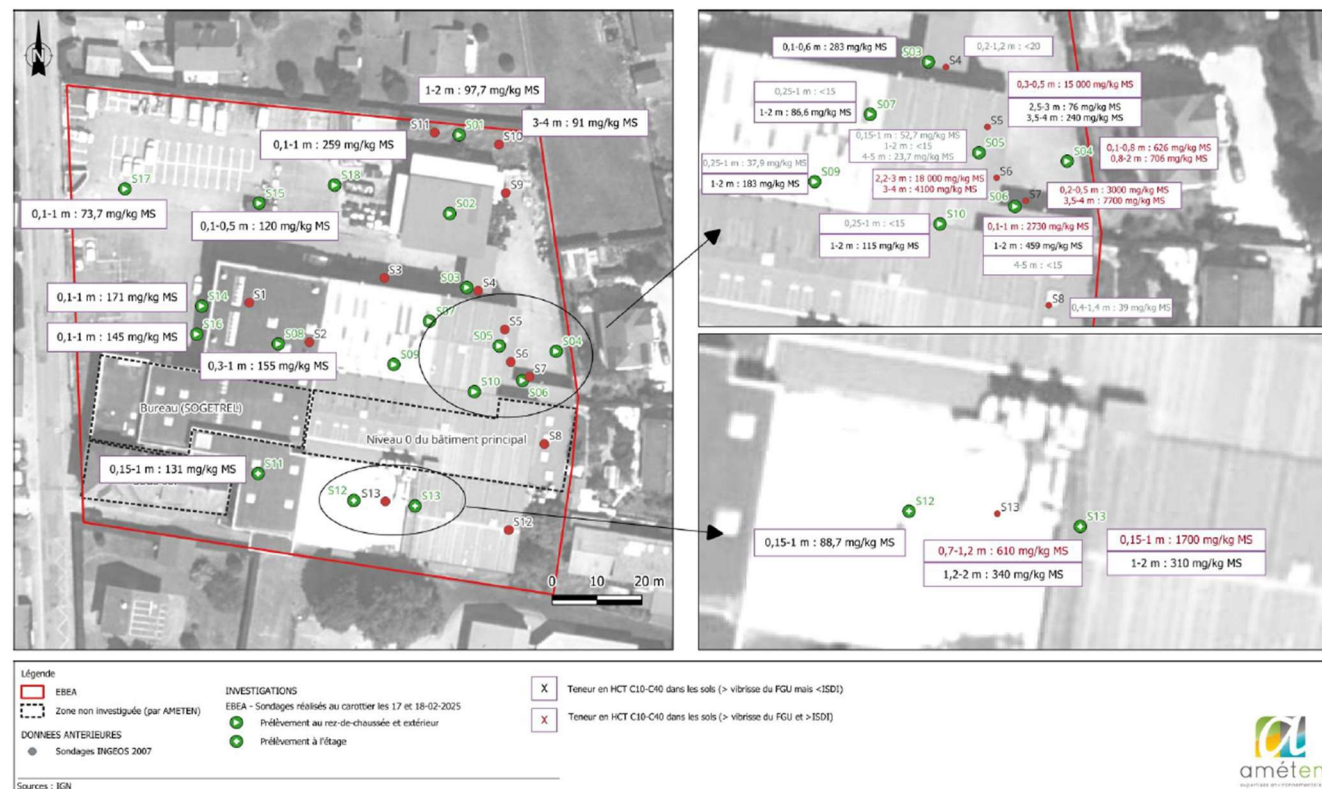 N
1-2 m : 97,7 mg/kg MS
3-4 m : 91 mg/kg MS
S11
S01
S10
0,1-1 m : 259 mg/kg MS
S17
S15
S18
S9
S02
0,1-1 m : 73,7 mg/kg MS
0,1-0,5 m : 120 mg/kg MS
S3
S03
S4
0,1-1 m : 171 mg/kg MS
S14
S1
S07
S5
0,1-1 m : 145 mg/kg MS
S16
S08
S2
S05
S04
S6
0,3-1 m : 155 mg/kg MS
S09
S7
S10
S06
Bureau (SOGETREL)
Niveau 0 du bâtiment principal
S8
0,15-1 m : 131 mg/kg MS
S11
S12
S13
S13
S12
0 10 20 m
0,1-0,6 m : 283 mg/kg MS
S03
S4
0,2-1,2 m : <20
0,25-1 m : <15
1-2 m : 86,6 mg/kg MS
S07
0,3-0,5 m : 15 000 mg/kg MS
2,5-3 m : 76 mg/kg MS
3,5-4 m : 240 mg/kg MS
S5
0,15-1 m : 52,7 mg/kg MS
1-2 m : <15
4-5 m : 23,7 mg/kg MS
S05
S04
0,1-0,8 m : 626 mg/kg MS
0,8-2 m : 706 mg/kg MS
0,25-1 m : 37,9 mg/kg MS
1-2 m : 183 mg/kg MS
S09
2,2-3 m : 18 000 mg/kg MS
3-4 m : 4100 mg/kg MS
S6
S06
S7
0,2-0,5 m : 3000 mg/kg MS
3,5-4 m : 7700 mg/kg MS
0,25-1 m : <15
1-2 m : 115 mg/kg MS
S10
0,1-1 m : 2730 mg/kg MS
1-2 m : 459 mg/kg MS
4-5 m : <15
S8
0,4-1,4 m : 39 mg/kg MS
S12
S13
S13
0,15-1 m : 88,7 mg/kg MS
0,7-1,2 m : 610 mg/kg MS
1,2-2 m : 340 mg/kg MS
0,15-1 m : 1700 mg/kg MS
1-2 m : 310 mg/kg MS
Légende
EBEA
Zone non investiguée (par AMETEN)
DONNEES ANTERIEURES
Sondages INGEOS 2007
INVESTIGATIONS
EBEA - Sondages réalisés au carottier les 17 et 18-02-2025
Prélèvement au rez-de-chaussée et extérieur
Prélèvement à l'étage
X Teneur en HCT C10-C40 dans les sols (> vibrisse du FGU mais <ISDI)
X Teneur en HCT C10-C40 dans les sols (> vibrisse du FGU et >ISDI)
Sources : IGN
améten
expertises environnementales